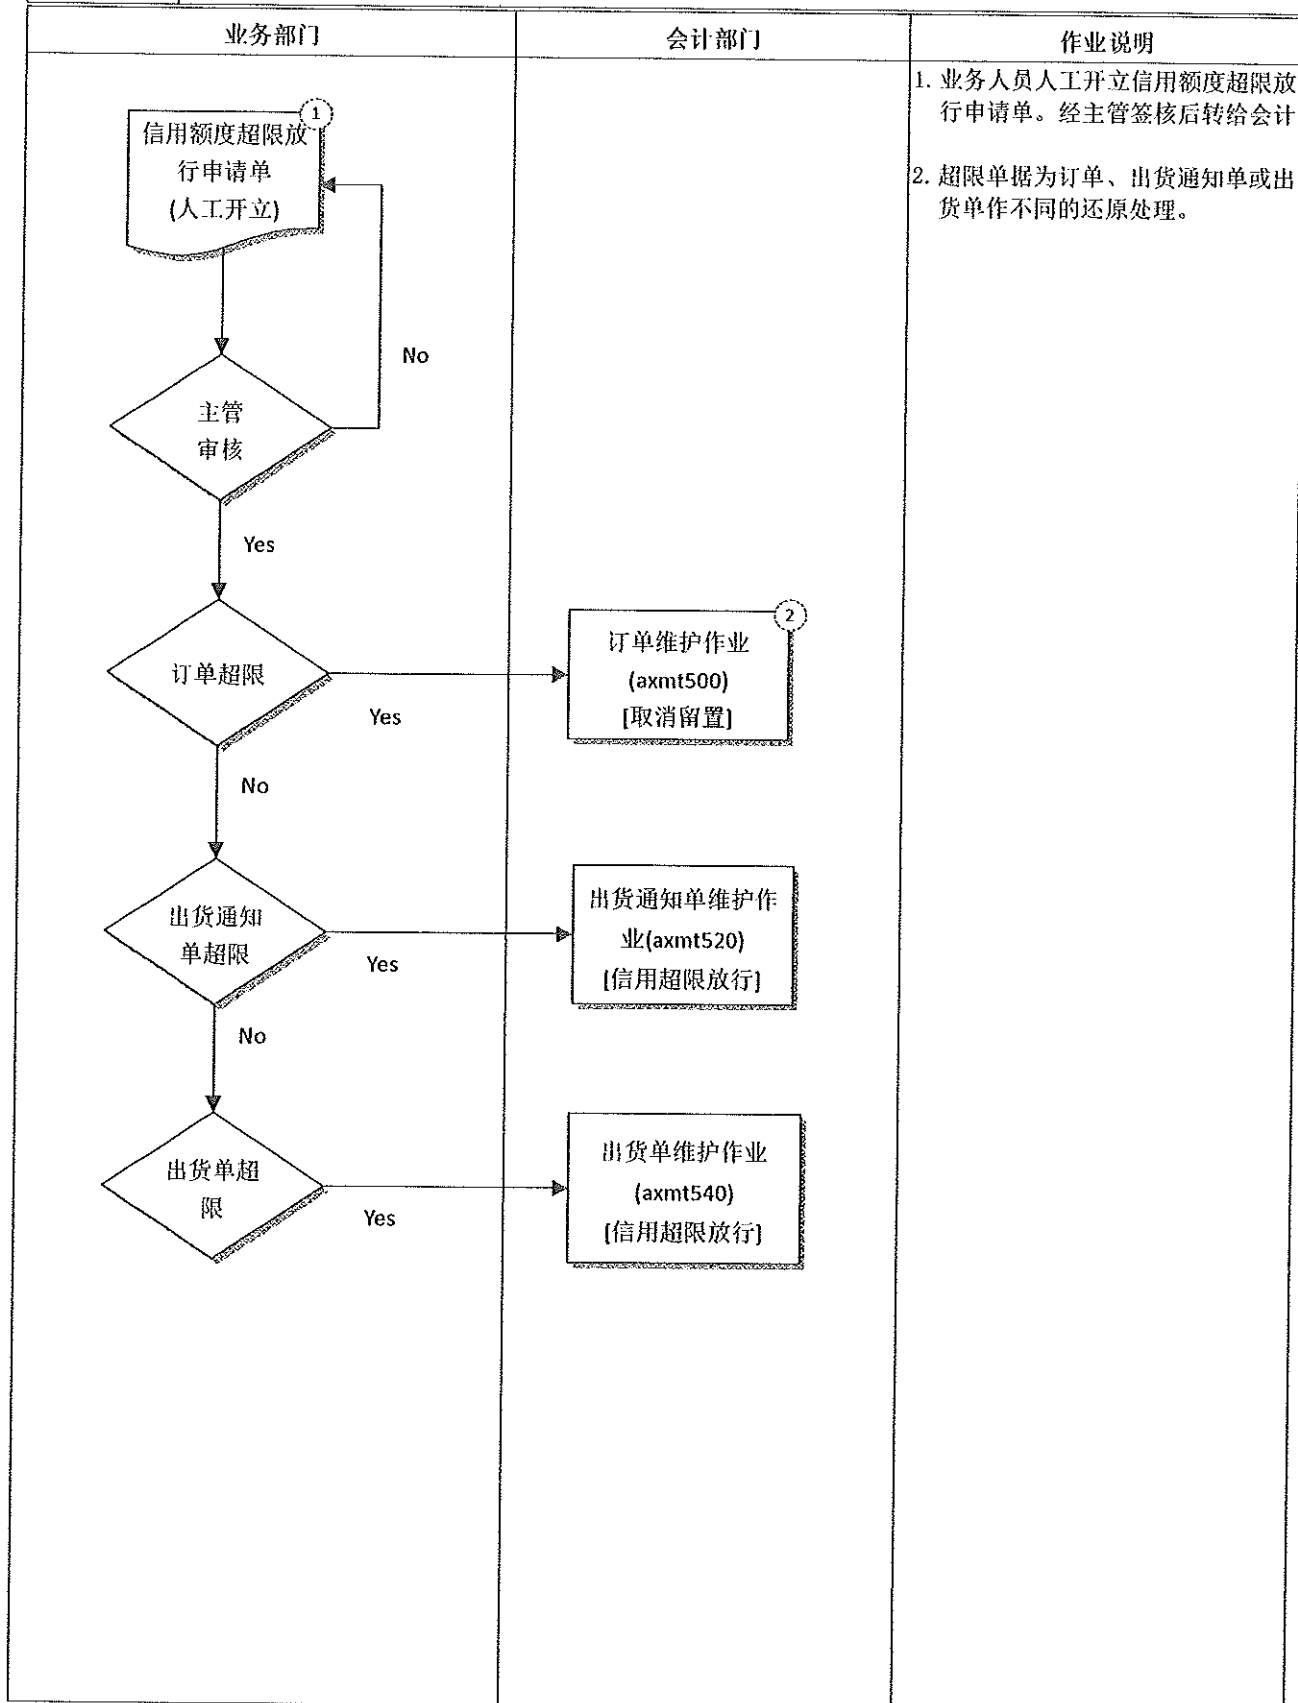 业务部门
会计部门
作业说明
1
信用额度超限放
行申请单
(人工开立)
1. 业务人员人工开立信用额度超限放
行申请单。经主管签核后转给会计
2. 超限单据为订单、出货通知单或出
货单作不同的还原处理。
No
主管
审核
Yes
订单超限
Yes
2
订单维护作业
(axmt500)
[取消留置]
No
出货通知
单超限
Yes
出货通知单维护作
业(axmt520)
[信用超限放行]
No
出货单超
限
Yes
出货单维护作业
(axmt540)
[信用超限放行]